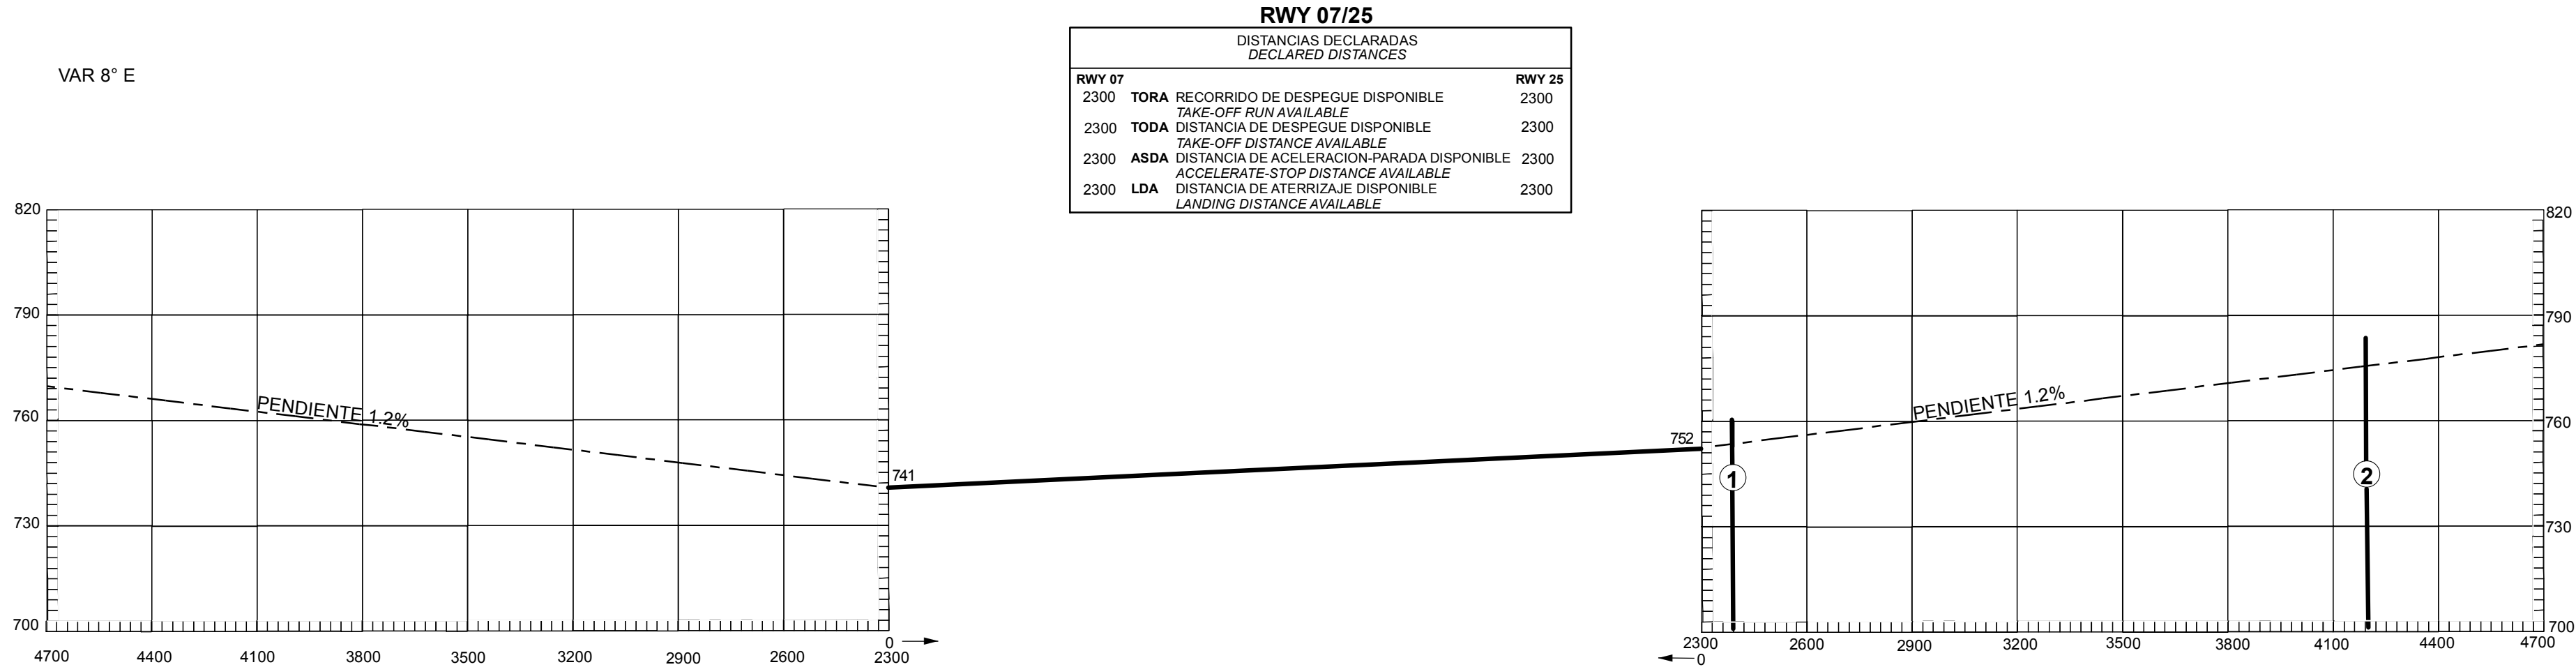 RWY 07/25
DISTANCIAS DECLARADAS
DECLARED DISTANCES
VAR 8° E
RWY 07 RWY 25
2300 TORA RECORRIDO DE DESPEGUE DISPONIBLE 2300
TAKE-OFF RUN AVAILABLE
2300 TODA DISTANCIA DE DESPEGUE DISPONIBLE 2300
TAKE-OFF DISTANCE AVAILABLE
2300 ASDA DISTANCIA DE ACELERACION-PARADA DISPONIBLE 2300
ACCELERATE-STOP DISTANCE AVAILABLE
2300 LDA DISTANCIA DE ATERRIZAJE DISPONIBLE 2300
LANDING DISTANCE AVAILABLE
820
790
760
730
700
PENDIENTE 1.2%
741
0
4700 4400 4100 3800 3500 3200 2900 2600 2300
752
PENDIENTE 1.2%
1
2
820
790
760
730
700
2300 2600 2900 3200 3500 3800 4100 4400 4700
0